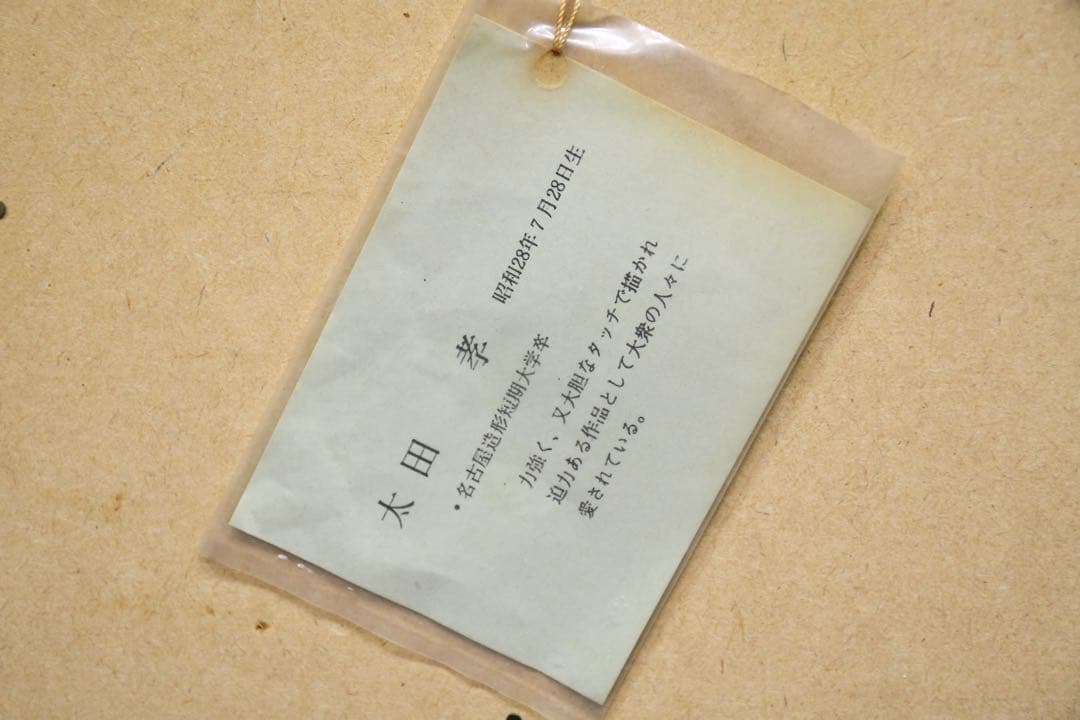 太田 孝 昭和28年7月28日生
・名古屋造形短期大学卒
力強く、又大胆なタッチで描かれ
迫力ある作品として大衆の人々に
愛されている。